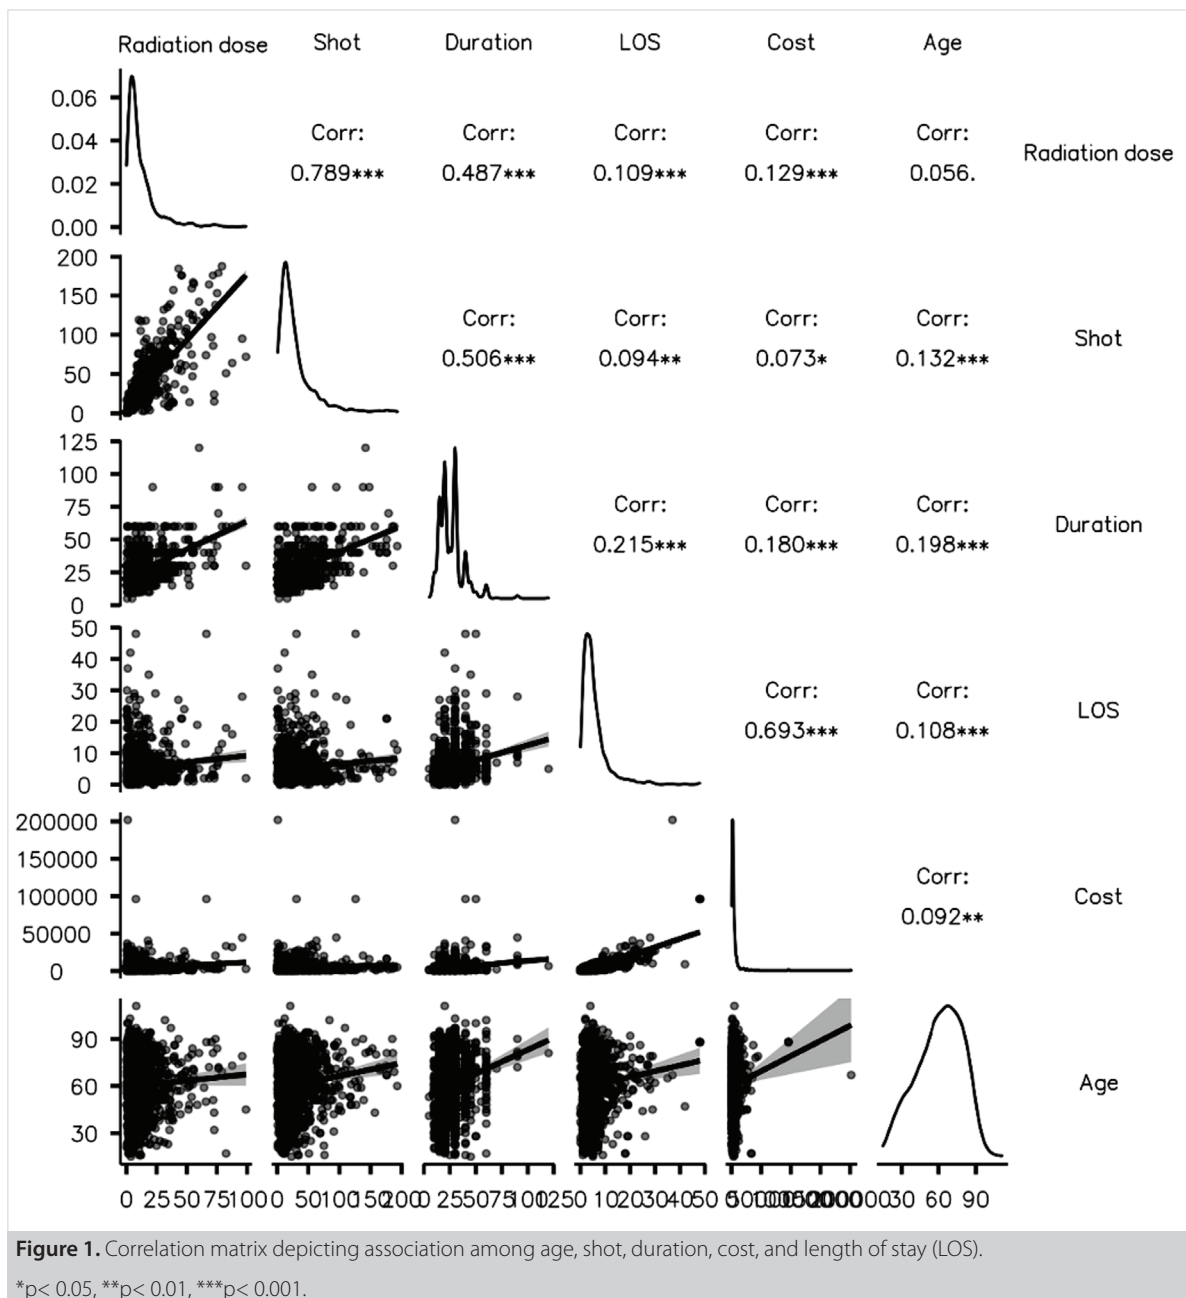 Radiation dose Shot Duration LOS Cost Age
0.06
0.04
0.02
0.00
Corr: Corr: Corr: Corr: Corr:
0.789*** 0.487*** 0.109*** 0.129*** 0.056.
Radiation dose
200
150
100
50
0
Corr: Corr: Corr: Corr:
0.506*** 0.094** 0.073* 0.132***
Shot
125
100
75
50
25
0
Corr: Corr: Corr:
0.215*** 0.180*** 0.198***
Duration
50
40
30
20
10
0
Corr: Corr:
0.693*** 0.108***
LOS
200000
150000
100000
50000
0
Corr:
0.092**
Cost
90
60
30
Age
0 25 50 75 100 0 50 100 150 200 0 25 50 75 100 125 0 10 20 30 40 50 0 50000 100000 150000 200000 30 60 90
Figure 1. Correlation matrix depicting association among age, shot, duration, cost, and length of stay (LOS).
*p< 0.05, **p< 0.01, ***p< 0.001.